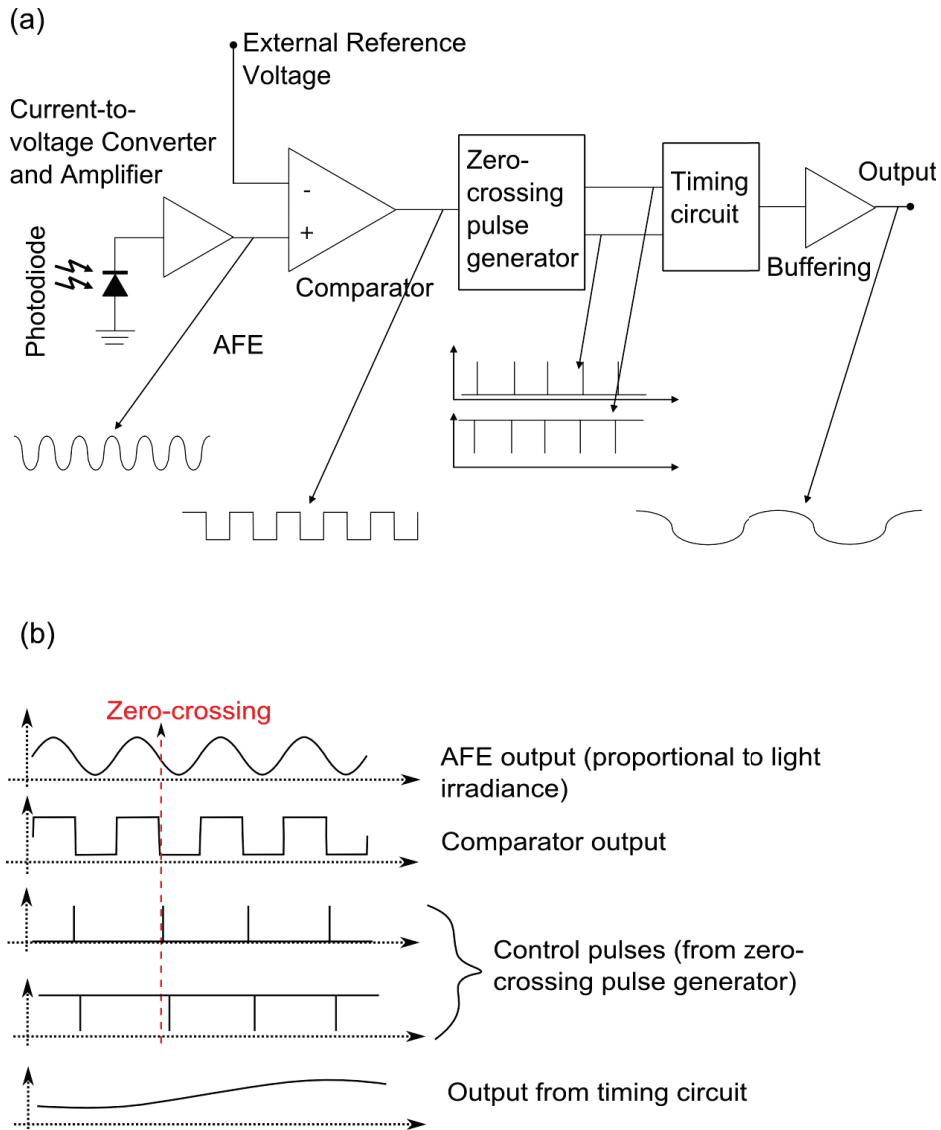 (a)
External Reference
Voltage
Current-to-
voltage Converter
and Amplifier
Zero-
crossing
pulse
generator
Timing
circuit
Output
-
+
Photodiode
Comparator
Buffering
AFE
(b)
Zero-crossing
AFE output (proportional to light
irradiance)
Comparator output
Control pulses (from zero-
crossing pulse generator)
Output from timing circuit